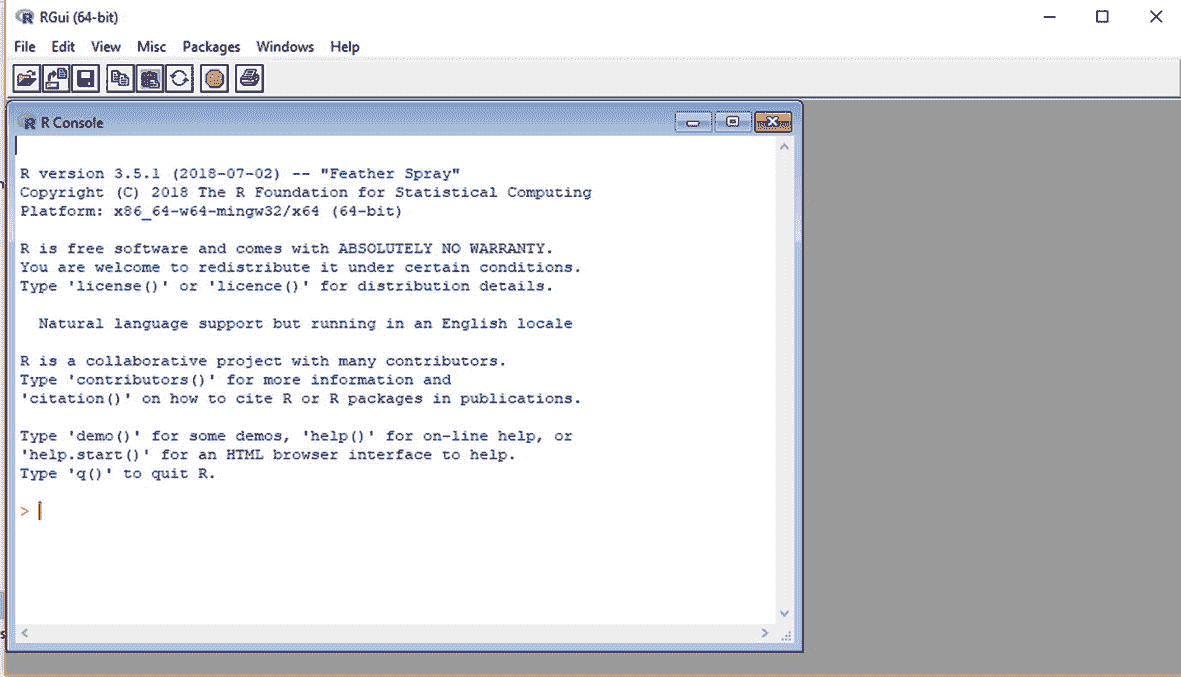 RGui (64-bit)
File Edit View Misc Packages Windows Help
R Console
R version 3.5.1 (2018-07-02) -- "Feather Spray"
Copyright (C) 2018 The R Foundation for Statistical Computing
Platform: x86_64-w64-mingw32/x64 (64-bit)
R is free software and comes with ABSOLUTELY NO WARRANTY.
You are welcome to redistribute it under certain conditions.
Type 'license()' or 'licence()' for distribution details.
Natural language support but running in an English locale
R is a collaborative project with many contributors.
Type 'contributors()' for more information and
'citation()' on how to cite R or R packages in publications.
Type 'demo()' for some demos, 'help()' for on-line help, or
'help.start()' for an HTML browser interface to help.
Type 'q()' to quit R.
>